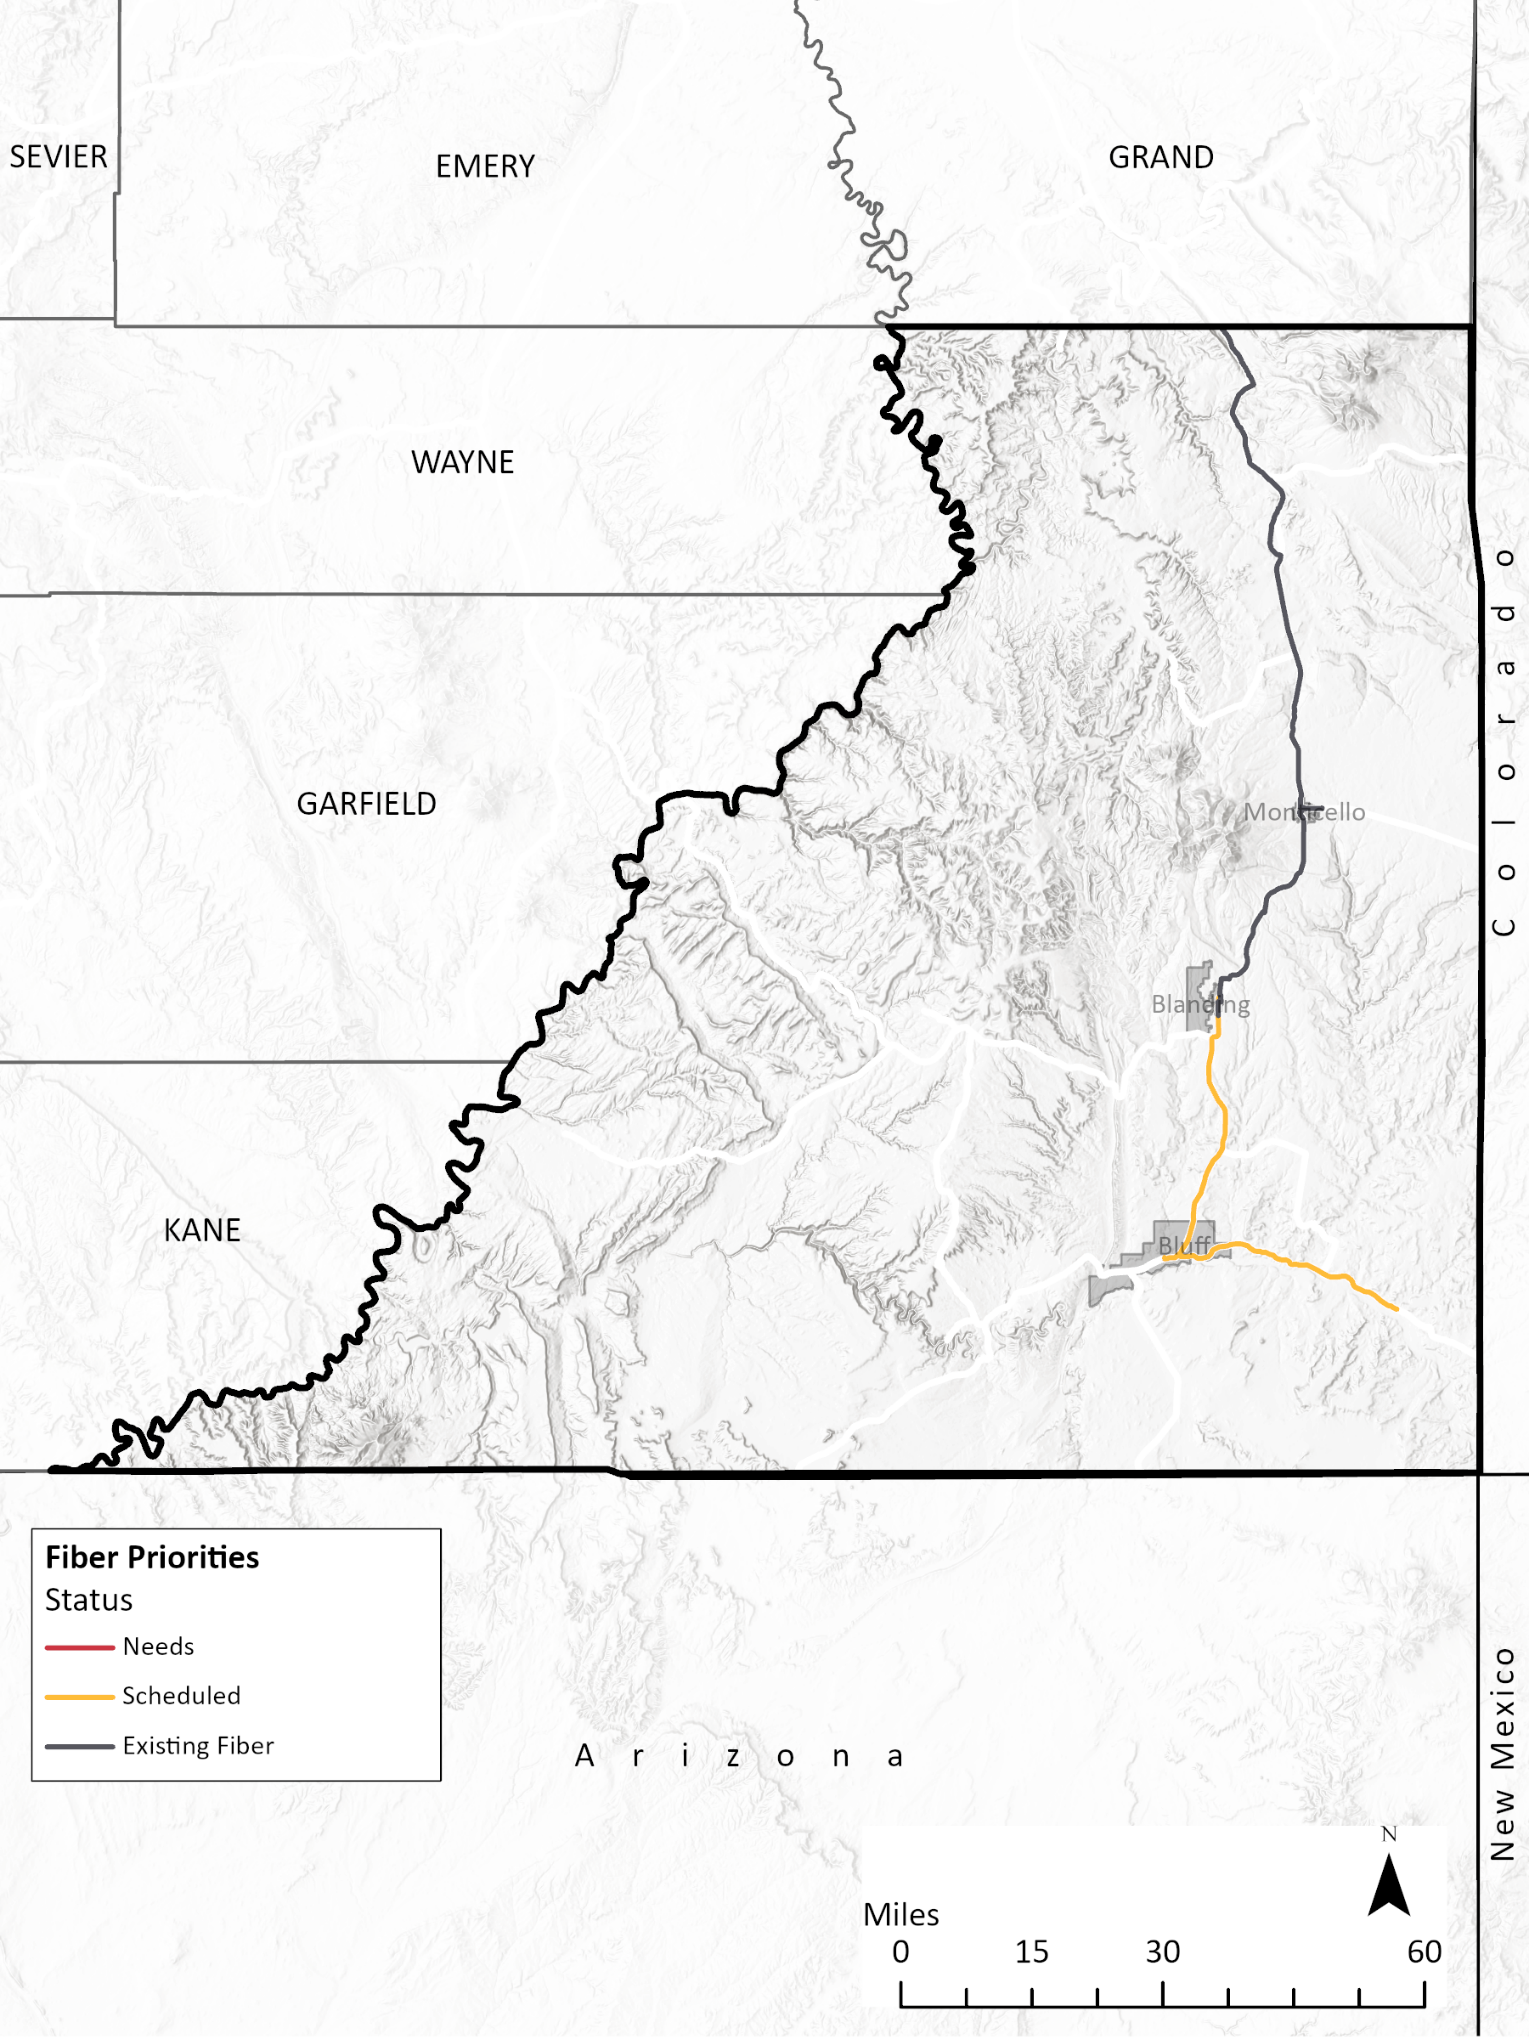 SEVIER
EMERY
GRAND
WAYNE
Colorado
GARFIELD
Monticello
Blanding
KANE
Bluff
Fiber Priorities
Status
Needs
Scheduled
Existing Fiber
Arizona
New Mexico
N
Miles
0 15 30 60